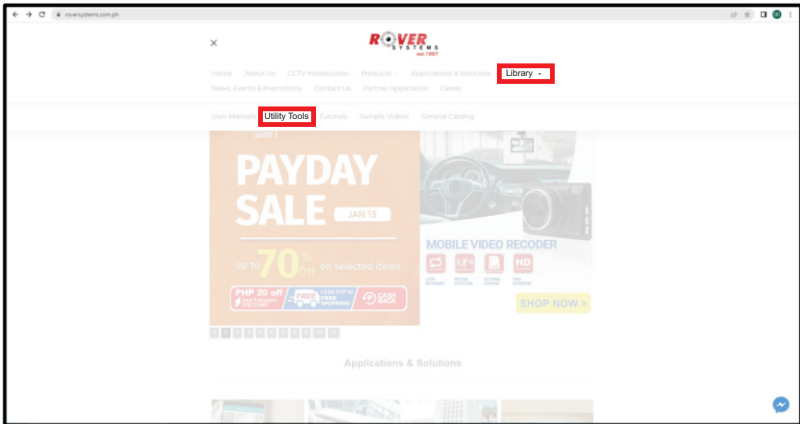 roversystems.com.ph
ROVER
SYSTEMS
est.1997
Home About Us CCTV Introduction Products Applications & Solutions Library
News, Events & Promotions Contact Us Partner Application Career
User Manuals Utility Tools Tutorials Sample Videos General Catalog
PAYDAY
SALE JAN 15
Up to 70% Off on selected items
PHP 20 off
FREE
FREE
SHOPPING
CASH
BACK
MOBILE VIDEO RECODER
HD
SHOP NOW >
Applications & Solutions